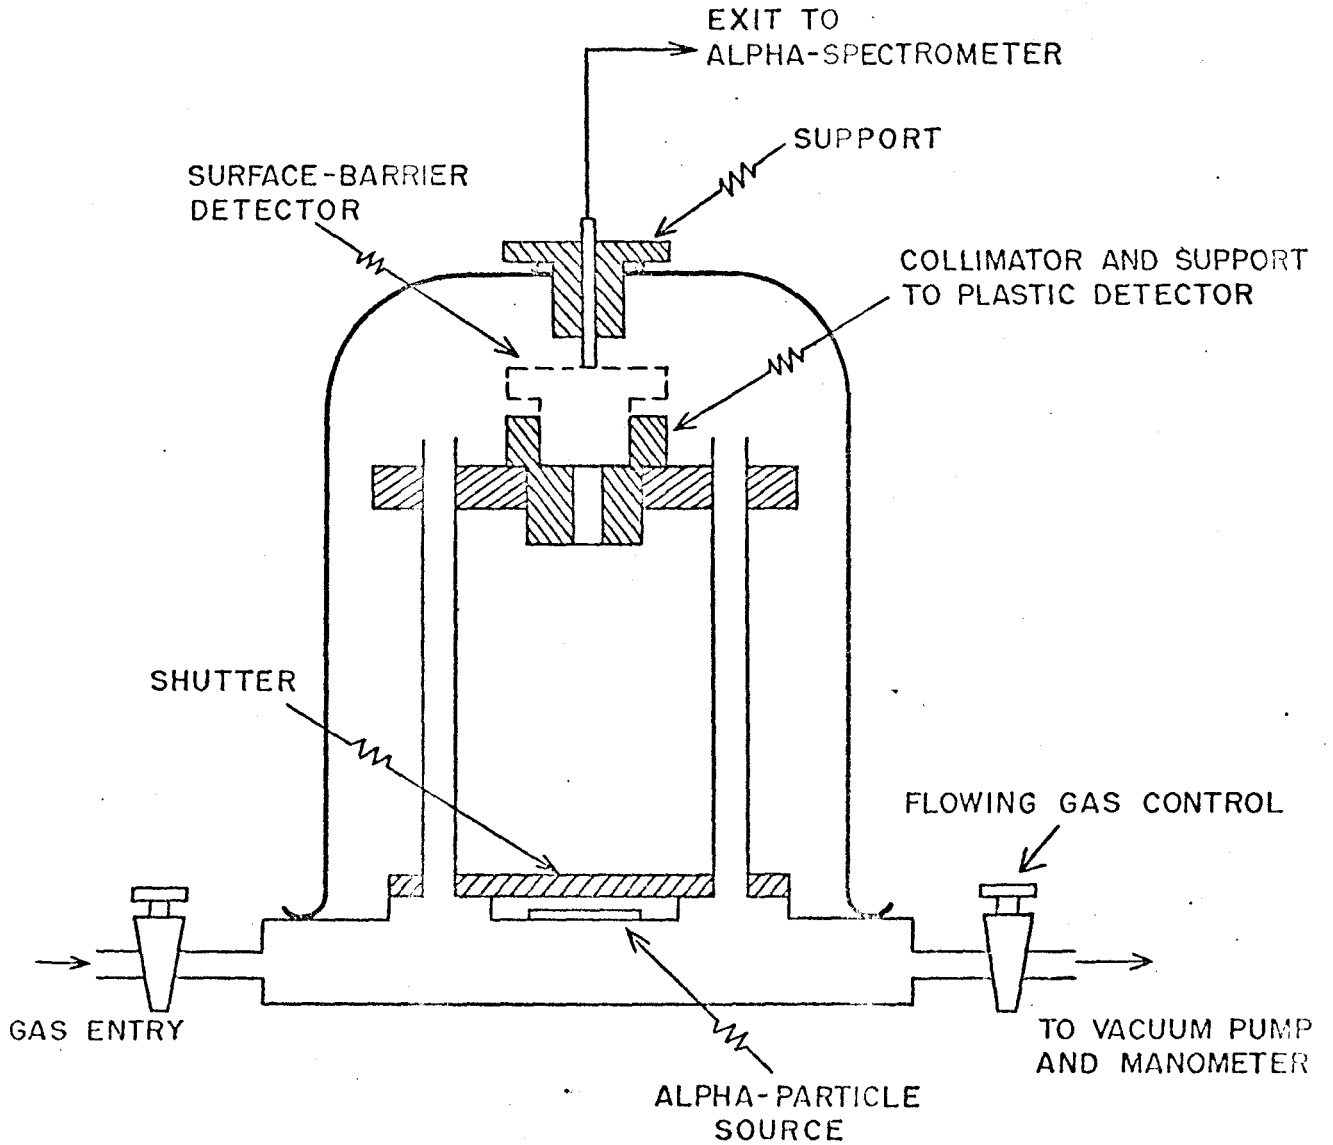 EXIT TO
ALPHA-SPECTROMETER
SUPPORT
SURFACE-BARRIER
DETECTOR
COLLIMATOR AND SUPPORT
TO PLASTIC DETECTOR
SHUTTER
FLOWING GAS CONTROL
GAS ENTRY
TO VACUUM PUMP
AND MANOMETER
ALPHA-PARTICLE
SOURCE